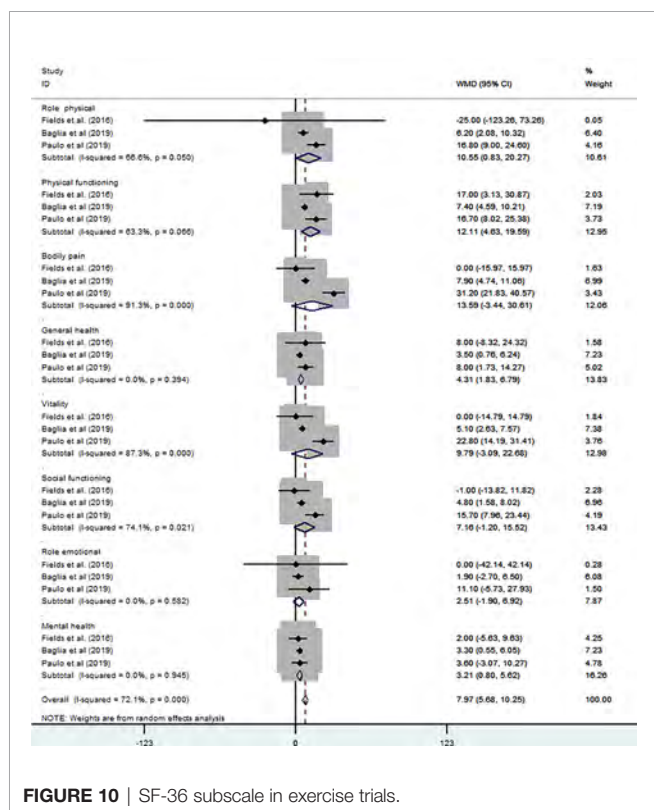 Study %
ID WMD (95% CI) Weight
Role physical
Fields et.al. (2016) -25.00 (-123.26, 73.26) 0.05
Baglia et al (2019) 6.20 (2.08, 10.32) 6.40
Paulo et al (2019) 16.80 (9.00, 24.60) 4.16
Subtotal (I-squared = 66.6%, p = 0.050) 10.55 (0.83, 20.27) 10.61
.
Physical functioning
Fields et al. (2016) 17.00 (3.13, 30.87) 2.03
Baglia et al (2019) 7.40 (4.59, 10.21) 7.19
Paulo et al (2019) 16.70 (8.02, 25.38) 3.73
Subtotal (I-squared = 63.3%, p = 0.066) 12.11 (4.63, 19.59) 12.95
.
Bodily pain
Fields et al. (2016) 0.00 (-15.97, 15.97) 1.63
Baglia et al (2019) 7.90 (4.74, 11.06) 6.99
Paulo et al (2019) 31.20 (21.83, 40.57) 3.43
Subtotal (I-squared = 91.3%, p = 0.000) 13.59 (-3.44, 30.61) 12.06
.
General health
Fields et al. (2016) 8.00 (-8.32, 24.32) 1.58
Baglia et al (2019) 3.50 (0.76, 6.24) 7.23
Paulo et al (2019) 8.00 (1.73, 14.27) 5.02
Subtotal (I-squared = 0.0%, p = 0.394) 4.31 (1.83, 6.79) 13.83
.
Vitality
Fields et al. (2016) 0.00 (-14.79, 14.79) 1.84
Baglia et al (2019) 5.10 (2.63, 7.57) 7.38
Paulo et al (2019) 22.80 (14.19, 31.41) 3.76
Subtotal (I-squared = 87.3%, p = 0.000) 9.79 (-3.09, 22.68) 12.98
.
Social functioning
Fields et al. (2016) -1.00 (-13.82, 11.82) 2.28
Baglia et al (2019) 4.80 (1.58, 8.02) 6.96
Paulo et al (2019) 15.70 (7.96, 23.44) 4.19
Subtotal (I-squared = 74.1%, p = 0.021) 7.16 (-1.20, 15.52) 13.43
.
Role emotional
Fields et al. (2016) 0.00 (-42.14, 42.14) 0.28
Baglia et al (2019) 1.90 (-2.70, 6.50) 6.08
Paulo et al (2019) 11.10 (-5.73, 27.93) 1.50
Subtotal (I-squared = 0.0%, p = 0.582) 2.51 (-1.90, 6.92) 7.87
.
Mental health
Fields et al. (2016) 2.00 (-5.63, 9.63) 4.25
Baglia et al (2019) 3.30 (0.55, 6.05) 7.23
Paulo et al (2019) 3.60 (-3.07, 10.27) 4.78
Subtotal (I-squared = 0.0%, p = 0.945) 3.21 (0.80, 5.62) 16.26
.
Overall (I-squared = 72.1%, p = 0.000) 7.97 (5.68, 10.25) 100.00
NOTE: Weights are from random effects analysis
-123 0 123
FIGURE 10 | SF-36 subscale in exercise trials.